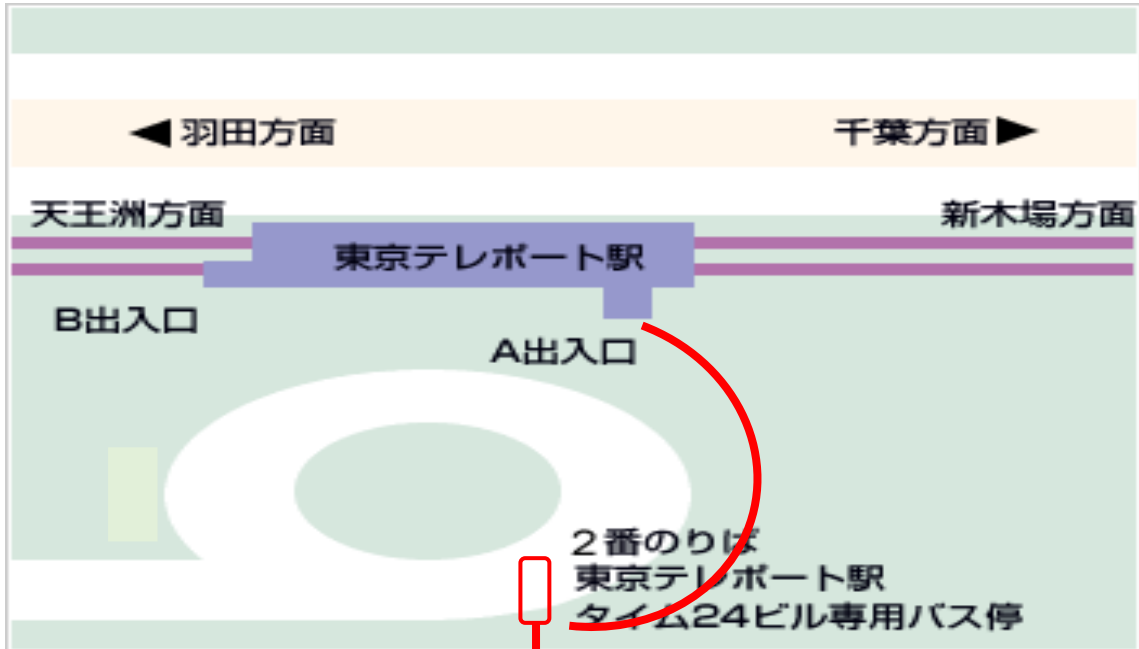 ◀羽田方面
千葉方面▶
天王洲方面
新木場方面
東京テレポート駅
B出入口
A出入口
２番のりば
東京テレポート駅
タイム24ビル専用バス停